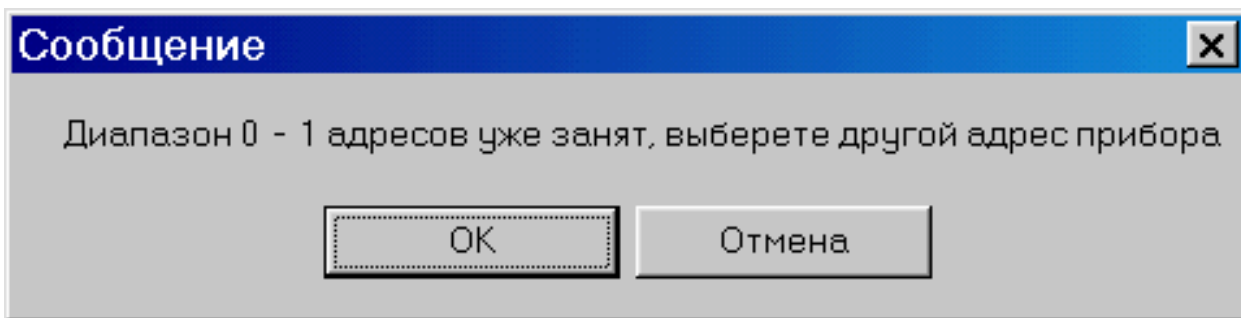 Сообщение
Диапазон 0 - 1 адресов уже занят, выберете другой адрес прибора
OK
Отмена